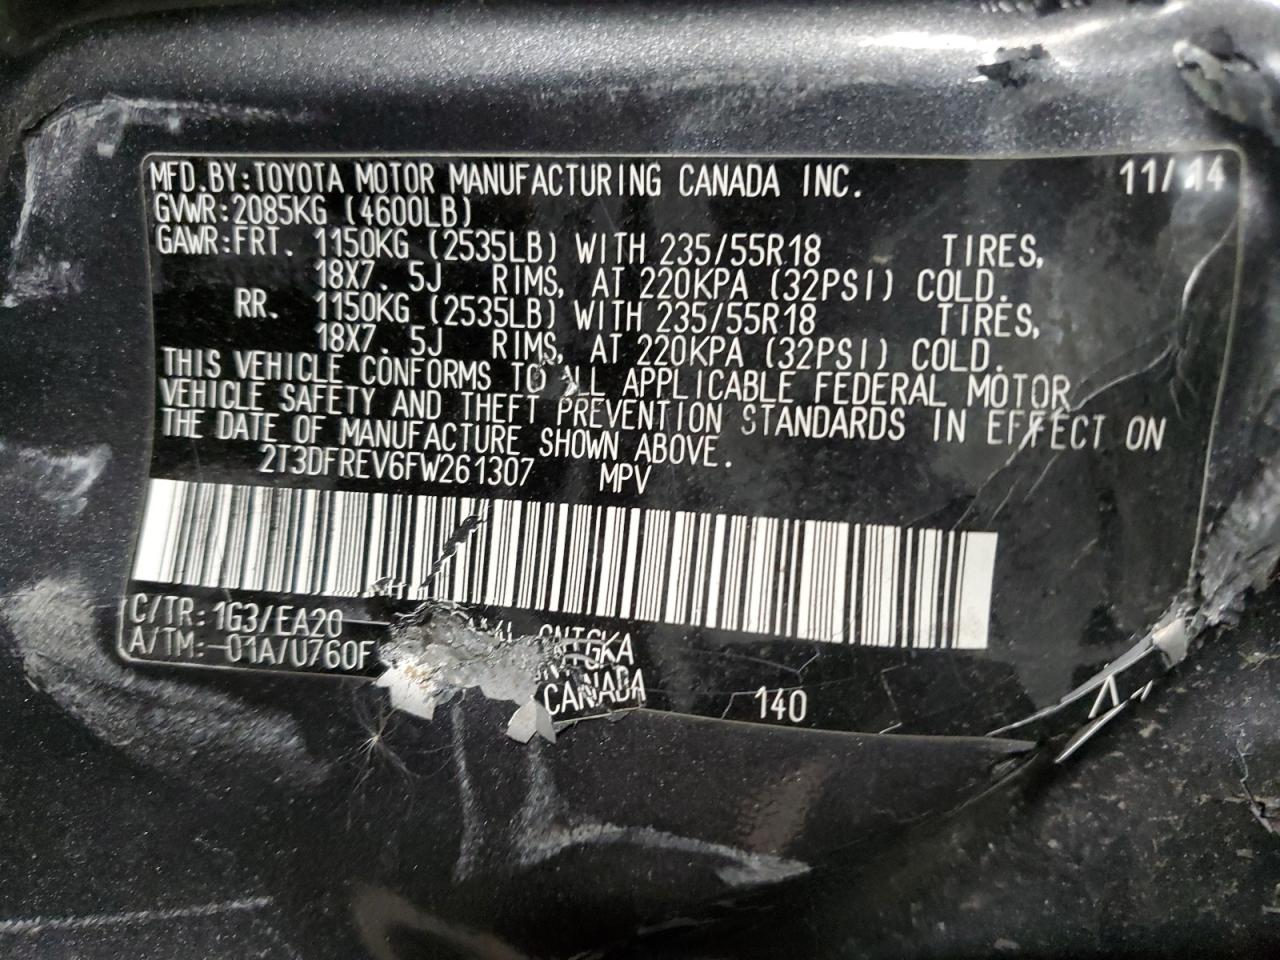 MFD.BY:TOYOTA MOTOR MANUFACTURING CANADA INC. 11/14
GVWR:2085KG (4600LB)
GAWR:FRT. 1150KG (2535LB) WITH 235/55R18 TIRES,
18X7.5J RIMS, AT 220KPA (32PSI) COLD.
RR. 1150KG (2535LB) WITH 235/55R18 TIRES,
18X7.5J RIMS, AT 220KPA (32PSI) COLD.
THIS VEHICLE CONFORMS TO ALL APPLICABLE FEDERAL MOTOR
VEHICLE SAFETY AND THEFT PREVENTION STANDARDS IN EFFECT ON
THE DATE OF MANUFACTURE SHOWN ABOVE.
2T3DFREV6FW261307 MPV
C/TR:1G3/EA20
A/TM:-01A/U760F
CANADA 140